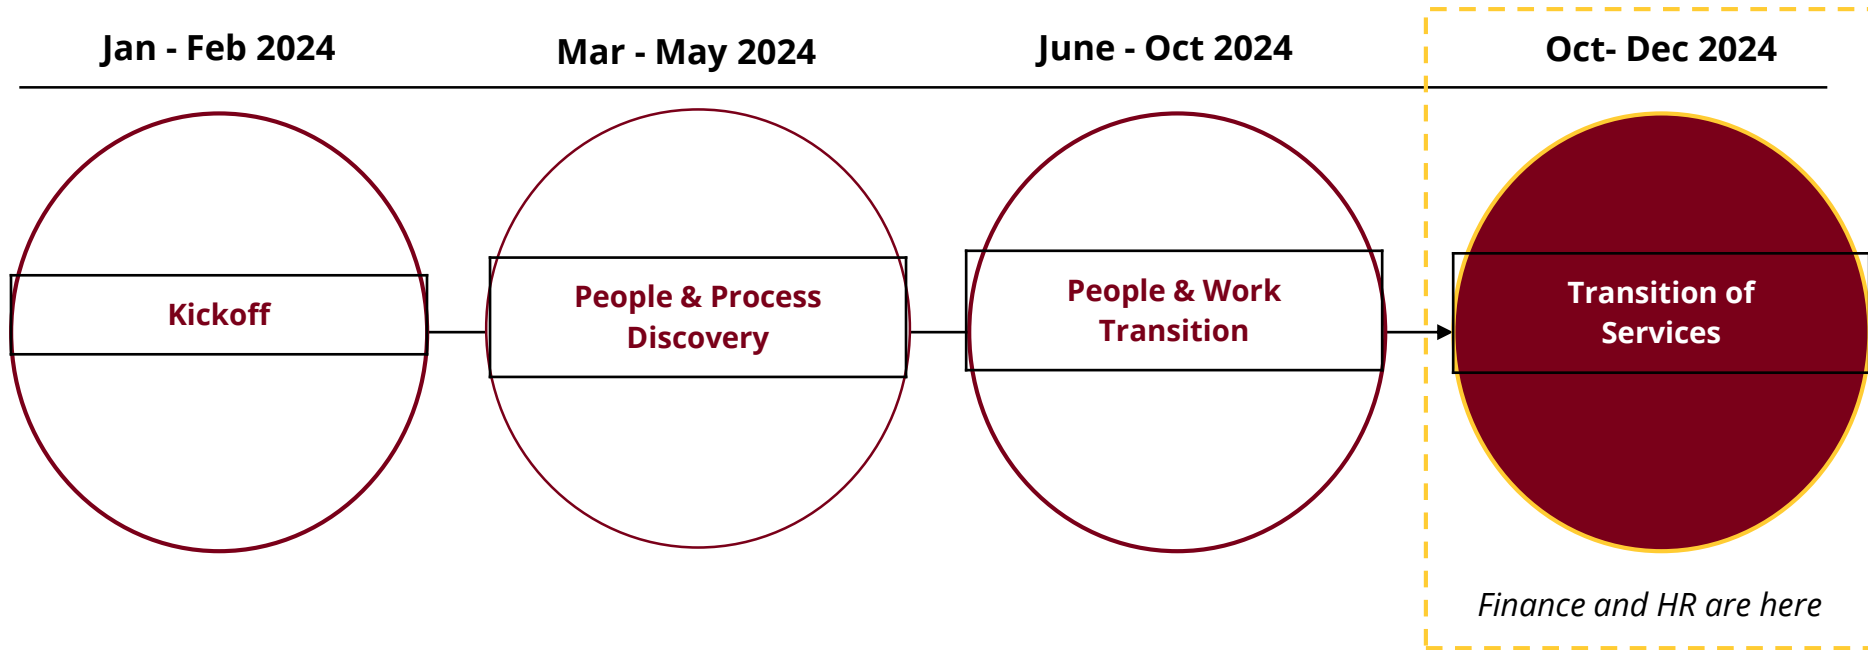 Jan - Feb 2024
Mar - May 2024
June - Oct 2024
Oct- Dec 2024
Kickoff
People & Process
Discovery
People & Work
Transition
Transition of
Services
Finance and HR are here